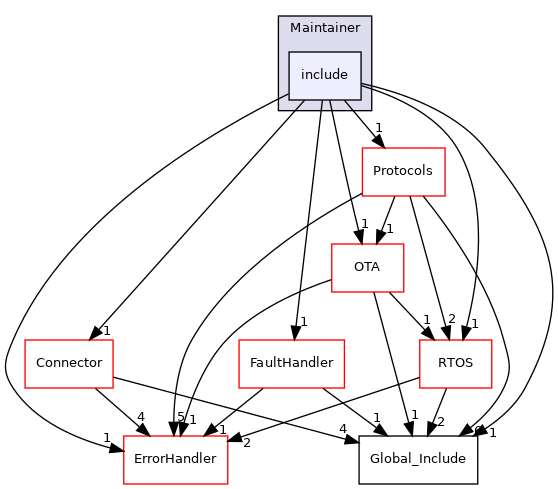 Maintainer
include
1
Protocols
1
1
OTA
1
1
2
1
1
Connector
FaultHandler
RTOS
4
5
1
1
2
4
1
1
2
1
1
ErrorHandler
Global_Include